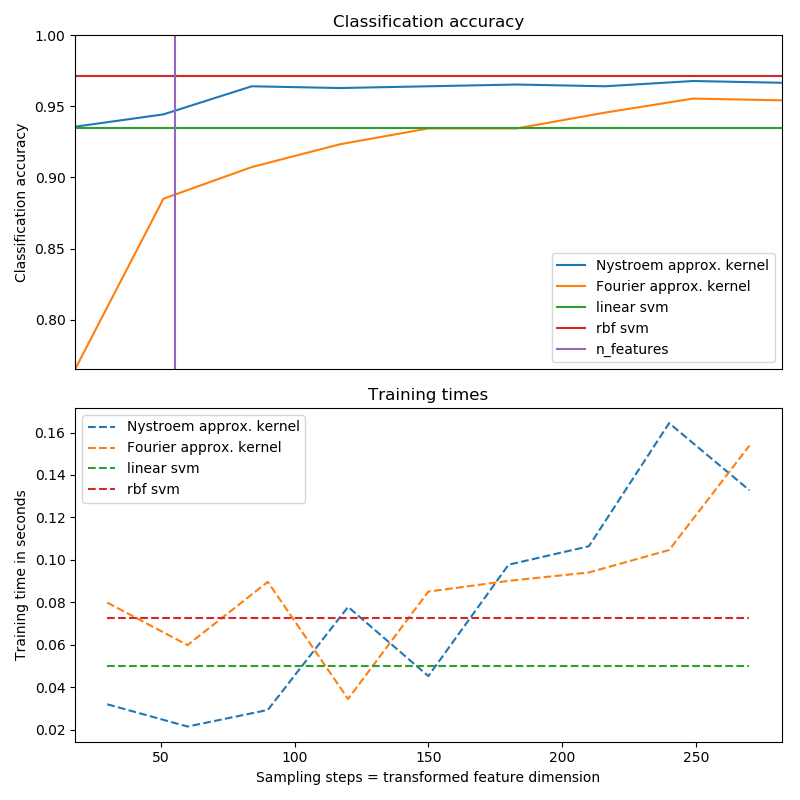 Classification accuracy
1.00
0.95
0.90
0.85
0.80
Classification accuracy
Nystroem approx. kernel
Fourier approx. kernel
linear svm
rbf svm
n_features
Training times
0.16
0.14
0.12
0.10
0.08
0.06
0.04
0.02
Training time in seconds
Nystroem approx. kernel
Fourier approx. kernel
linear svm
rbf svm
50
100
150
200
250
Sampling steps = transformed feature dimension